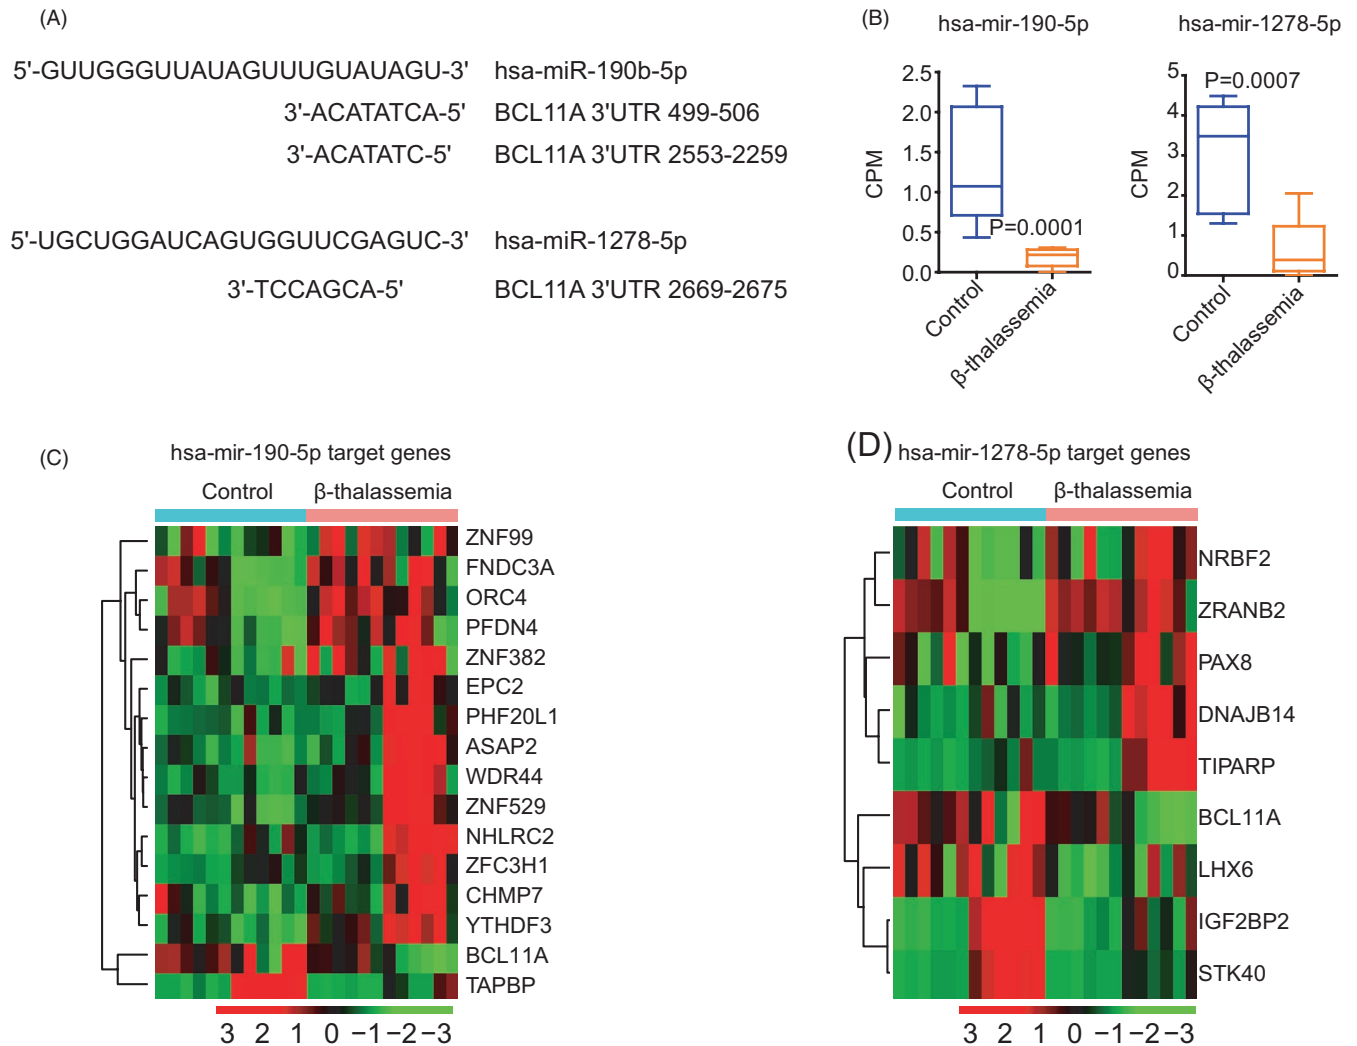 (A)
5'-GUUGGGUUAUAGUUUGUAUAGU-3' hsa-miR-190b-5p
3'-ACATATCA-5' BCL11A 3'UTR 499-506
3'-ACATATC-5' BCL11A 3'UTR 2553-2259
5'-UGCUGGAUCAGUGGUUCGAGUC-3' hsa-miR-1278-5p
3'-TCCAGCA-5' BCL11A 3'UTR 2669-2675
(B)
hsa-mir-190-5p
CPM
2.5
2.0
1.5
1.0
0.5
0.0
P=0.0001
Control
β-thalassemia
hsa-mir-1278-5p
CPM
5
4
3
2
1
0
P=0.0007
Control
β-thalassemia
(C)
hsa-mir-190-5p target genes
Control β-thalassemia
ZNF99
FNDC3A
ORC4
PFDN4
ZNF382
EPC2
PHF20L1
ASAP2
WDR44
ZNF529
NHLRC2
ZFC3H1
CHMP7
YTHDF3
BCL11A
TAPBP
3 2 1 0 −1 −2 −3
(D)
hsa-mir-1278-5p target genes
Control β-thalassemia
NRBF2
ZRANB2
PAX8
DNAJB14
TIPARP
BCL11A
LHX6
IGF2BP2
STK40
3 2 1 0 −1 −2 −3